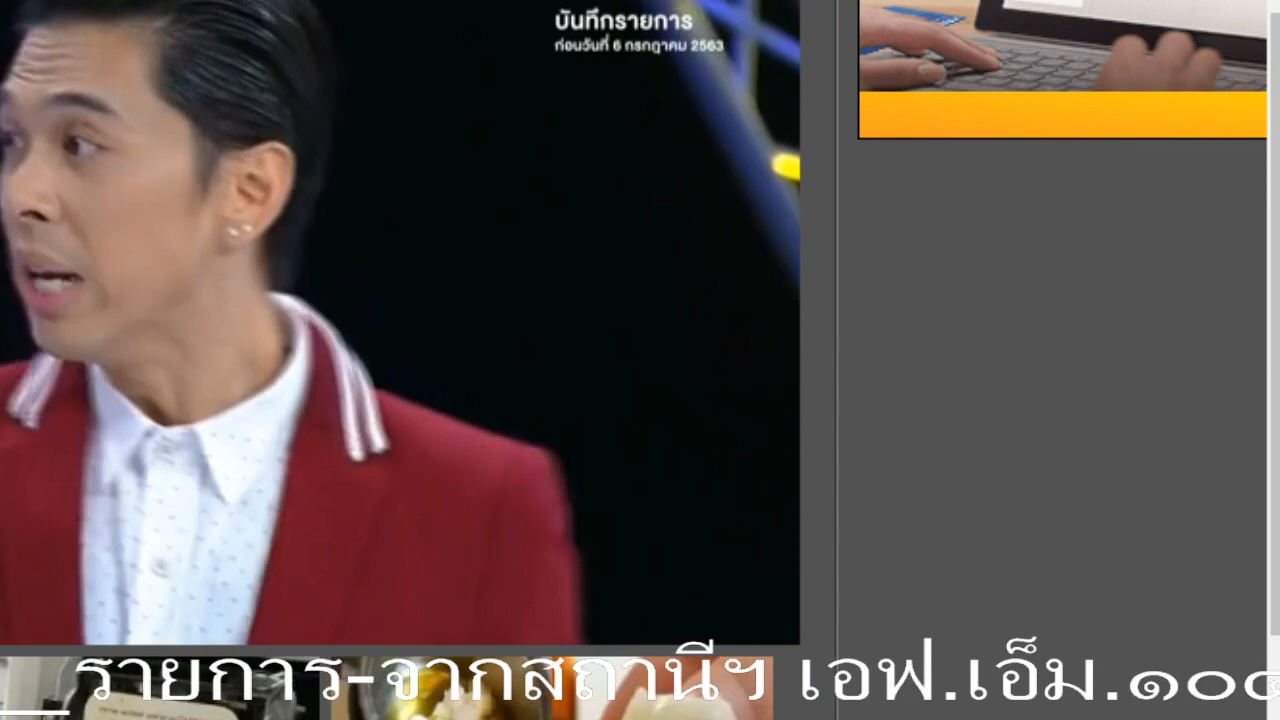 บันทึกรายการ
ก่อนวันที่ 6 กรกฎาคม 2563
รายการ-จากสถานีฯ เอฟ.เอ็ม.๑๐๐